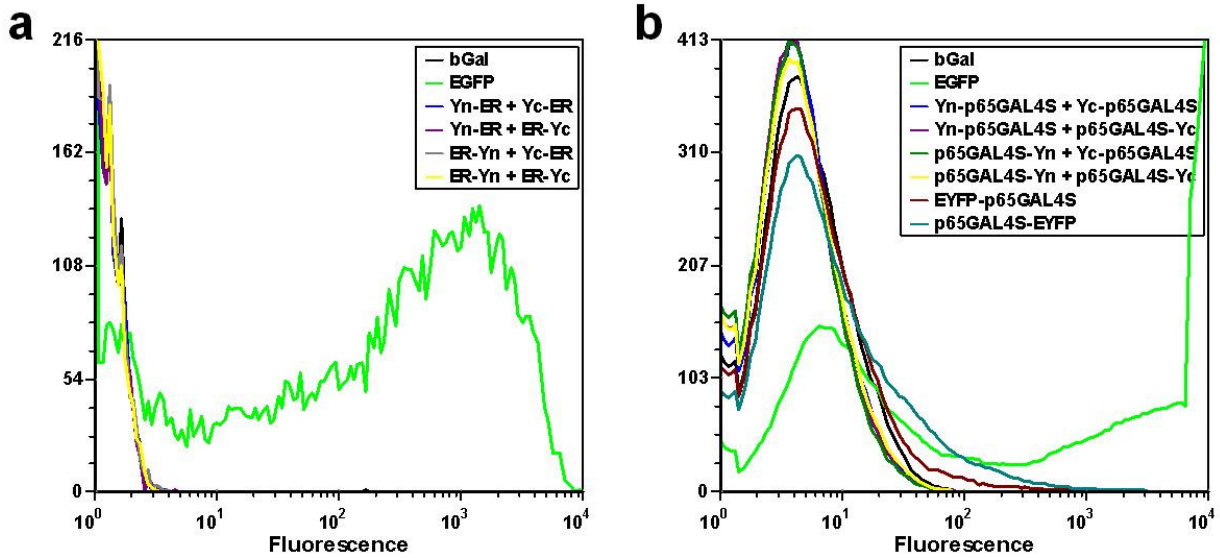 a
216
162
108
54
0
10^0
10^1
10^2
10^3
10^4
Fluorescence
bGal
EGFP
Yn-ER + Yc-ER
Yn-ER + ER-Yc
ER-Yn + Yc-ER
ER-Yn + ER-Yc
b
413
310
207
103
0
10^0
10^1
10^2
10^3
10^4
Fluorescence
bGal
EGFP
Yn-p65GAL4S + Yc-p65GAL4S
Yn-p65GAL4S + p65GAL4S-Yc
p65GAL4S-Yn + Yc-p65GAL4S
p65GAL4S-Yn + p65GAL4S-Yc
EYFP-p65GAL4S
p65GAL4S-EYFP